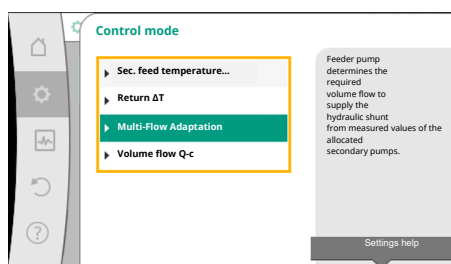 Control mode
Sec. feed temperature...
Return ΔT
Multi-Flow Adaptation
Volume flow Q-c
Feeder pump
determines the
required
volume flow to
supply the
hydraulic shunt
from measured values of the
allocated
secondary pumps.
Settings help
?